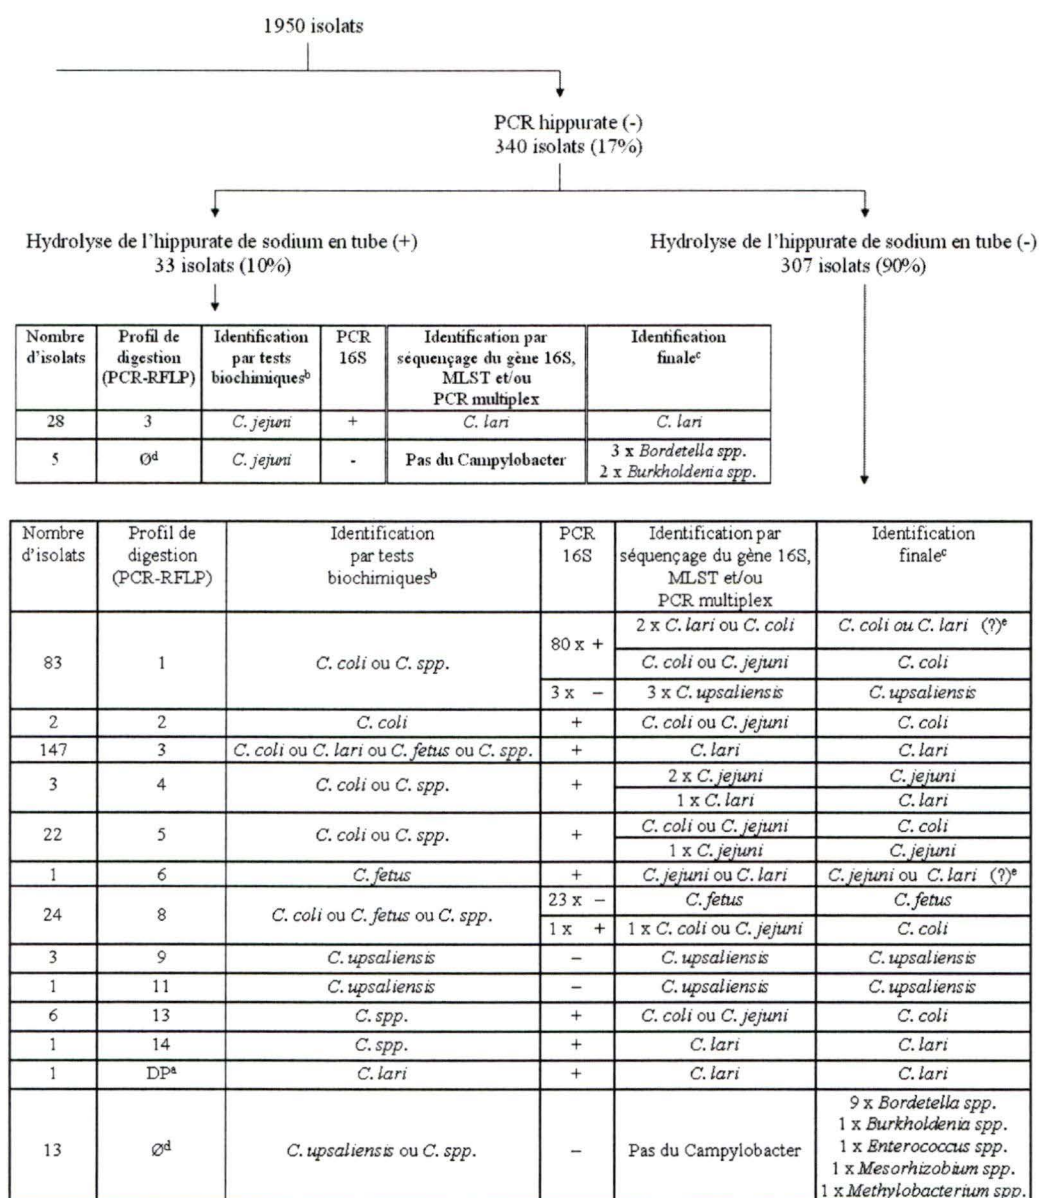 1950 isolats
PCR hippurate (-)
340 isolats (17%)
Hydrolyse de l'hippurate de sodium en tube (+)
33 isolats (10%)
Hydrolyse de l'hippurate de sodium en tube (-)
307 isolats (90%)
Nombre d'isolats | Profil de digestion (PCR-RFLP) | Identification par tests biochimiquesᵇ | PCR 16S | Identification par séquençage du gène 16S, MLST et/ou PCR multiplex | Identification finaleᶜ
28 | 3 | C. jejuni | + | C. lari | C. lari
5 | Øᵈ | C. jejuni | - | Pas du Campylobacter | 3 x Bordetella spp.
2 x Burkholdenia spp.
Nombre d'isolats | Profil de digestion (PCR-RFLP) | Identification par tests biochimiquesᵇ | PCR 16S | Identification par séquençage du gène 16S, MLST et/ou PCR multiplex | Identification finaleᶜ
83 | 1 | C. coli ou C. spp. | 80 x + | 2 x C. lari ou C. coli | C. coli ou C. lari (?)ᵉ
C. coli ou C. jejuni | C. coli
3 x – | 3 x C. upsaliensis | C. upsaliensis
2 | 2 | C. coli | + | C. coli ou C. jejuni | C. coli
147 | 3 | C. coli ou C. lari ou C. fetus ou C. spp. | + | C. lari | C. lari
3 | 4 | C. coli ou C. spp. | + | 2 x C. jejuni | C. jejuni
1 x C. lari | C. lari
22 | 5 | C. coli ou C. spp. | + | C. coli ou C. jejuni | C. coli
1 x C. jejuni | C. jejuni
1 | 6 | C. fetus | + | C. jejuni ou C. lari | C. jejuni ou C. lari (?)ᵉ
24 | 8 | C. coli ou C. fetus ou C. spp. | 23 x – | C. fetus | C. fetus
1 x + | 1 x C. coli ou C. jejuni | C. coli
3 | 9 | C. upsaliensis | – | C. upsaliensis | C. upsaliensis
1 | 11 | C. upsaliensis | – | C. upsaliensis | C. upsaliensis
6 | 13 | C. spp. | + | C. coli ou C. jejuni | C. coli
1 | 14 | C. spp. | + | C. lari | C. lari
1 | DPᵃ | C. lari | + | C. lari | C. lari
13 | Øᵈ | C. upsaliensis ou C. spp. | – | Pas du Campylobacter | 9 x Bordetella spp.
1 x Burkholdenia spp.
1 x Enterococcus spp.
1 x Mesorhizobium spp.
1 x Methylobacterium spp.